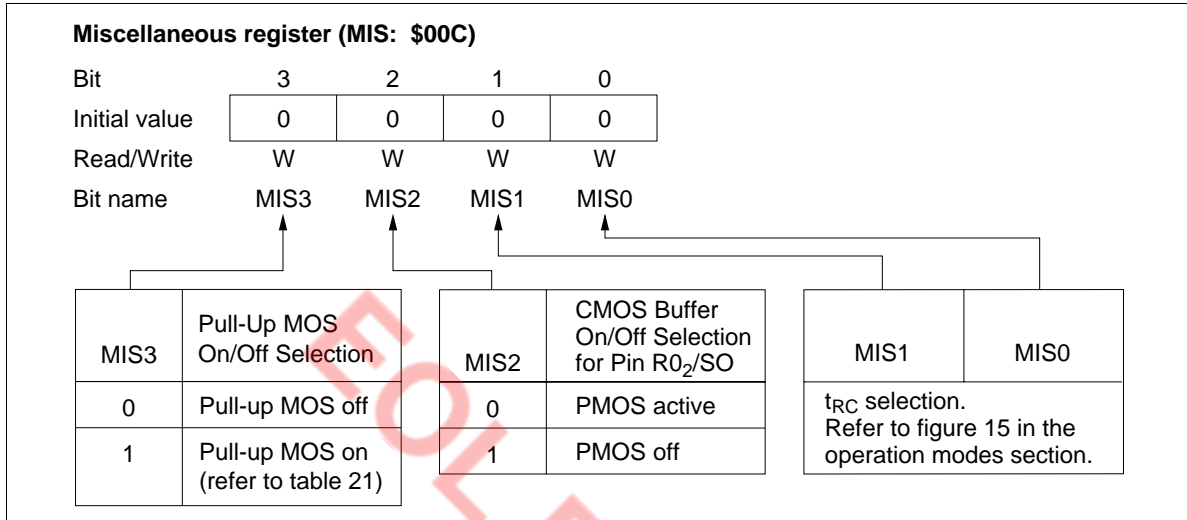 Miscellaneous register (MIS: $00C)
Bit 3 2 1 0
Initial value 0 0 0 0
Read/Write W W W W
Bit name MIS3 MIS2 MIS1 MIS0
MIS3 Pull-Up MOS On/Off Selection
0 Pull-up MOS off
1 Pull-up MOS on (refer to table 21)
MIS2 CMOS Buffer On/Off Selection for Pin R0₂/SO
0 PMOS active
1 PMOS off
MIS1 MIS0
t_RC selection.
Refer to figure 15 in the
operation modes section.
EOL